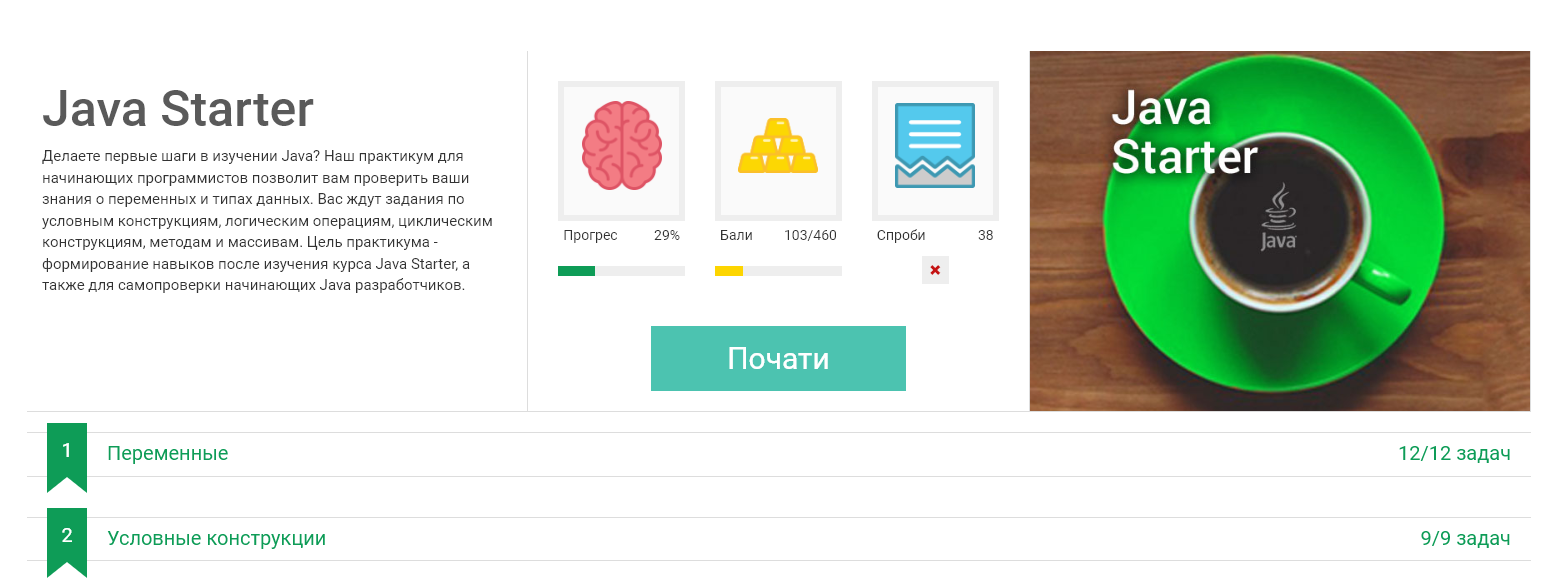 Java Starter
Делаете первые шаги в изучении Java? Наш практикум для
начинающих программистов позволит вам проверить ваши
знания о переменных и типах данных. Вас ждут задания по
условным конструкциям, логическим операциям, циклическим
конструкциям, методам и массивам. Цель практикума -
формирование навыков после изучения курса Java Starter, а
также для самопроверки начинающих Java разработчиков.
Прогрес 29%
Бали 103/460
Спроби 38
Почати
Java
Starter
Java
1 Переменные 12/12 задач
2 Условные конструкции 9/9 задач